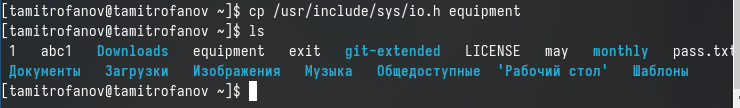 [tamitrofanov@tamitrofanov ~]$ cp /usr/include/sys/io.h equipment
[tamitrofanov@tamitrofanov ~]$ ls
1 abc1 Downloads equipment exit git-extended LICENSE may monthly pass.txt
Документы Загрузки Изображения Музыка Общедоступные 'Рабочий стол' Шаблоны
[tamitrofanov@tamitrofanov ~]$